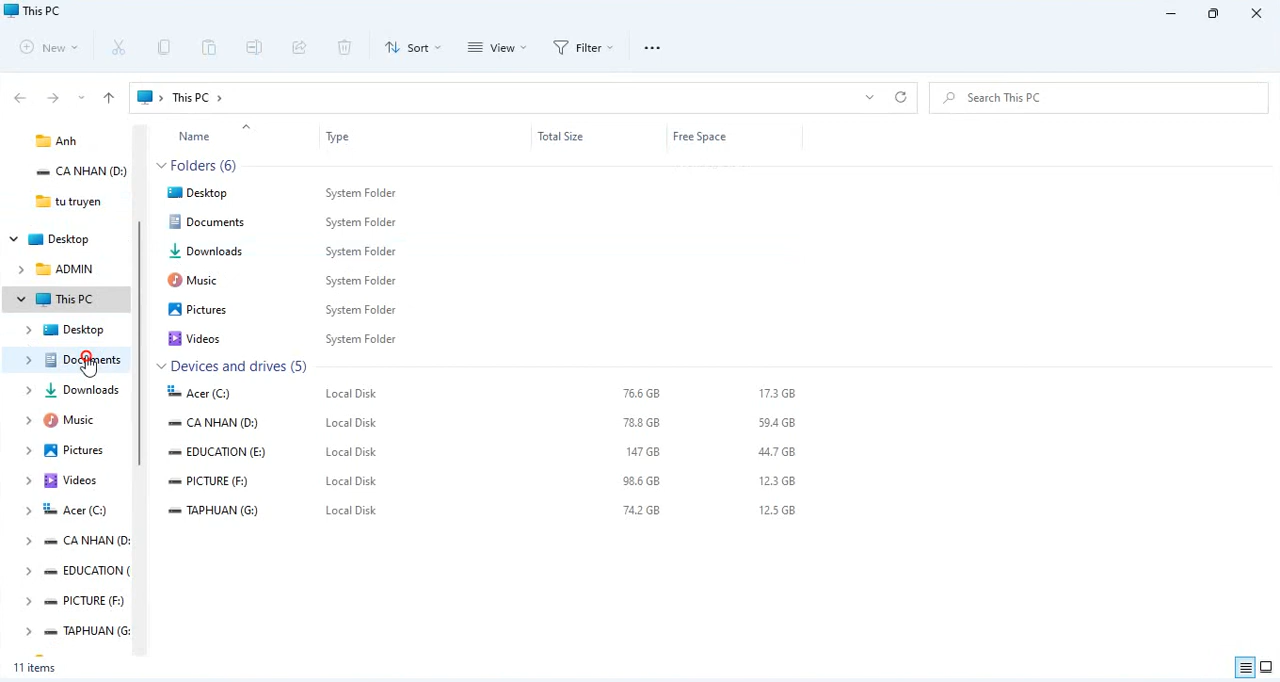 This PC
New
Sort
View
Filter
This PC
Search This PC
Anh
CA NHAN (D:)
tu truyen
Desktop
ADMIN
This PC
Desktop
Documents
Downloads
Music
Pictures
Videos
Acer (C:)
CA NHAN (D:
EDUCATION (
PICTURE (F:)
TAPHUAN (G:
Name Type Total Size Free Space
Folders (6)
Desktop System Folder
Documents System Folder
Downloads System Folder
Music System Folder
Pictures System Folder
Videos System Folder
Devices and drives (5)
Acer (C:) Local Disk 76.6 GB 17.3 GB
CA NHAN (D:) Local Disk 78.8 GB 59.4 GB
EDUCATION (E:) Local Disk 147 GB 44.7 GB
PICTURE (F:) Local Disk 98.6 GB 12.3 GB
TAPHUAN (G:) Local Disk 74.2 GB 12.5 GB
11 items